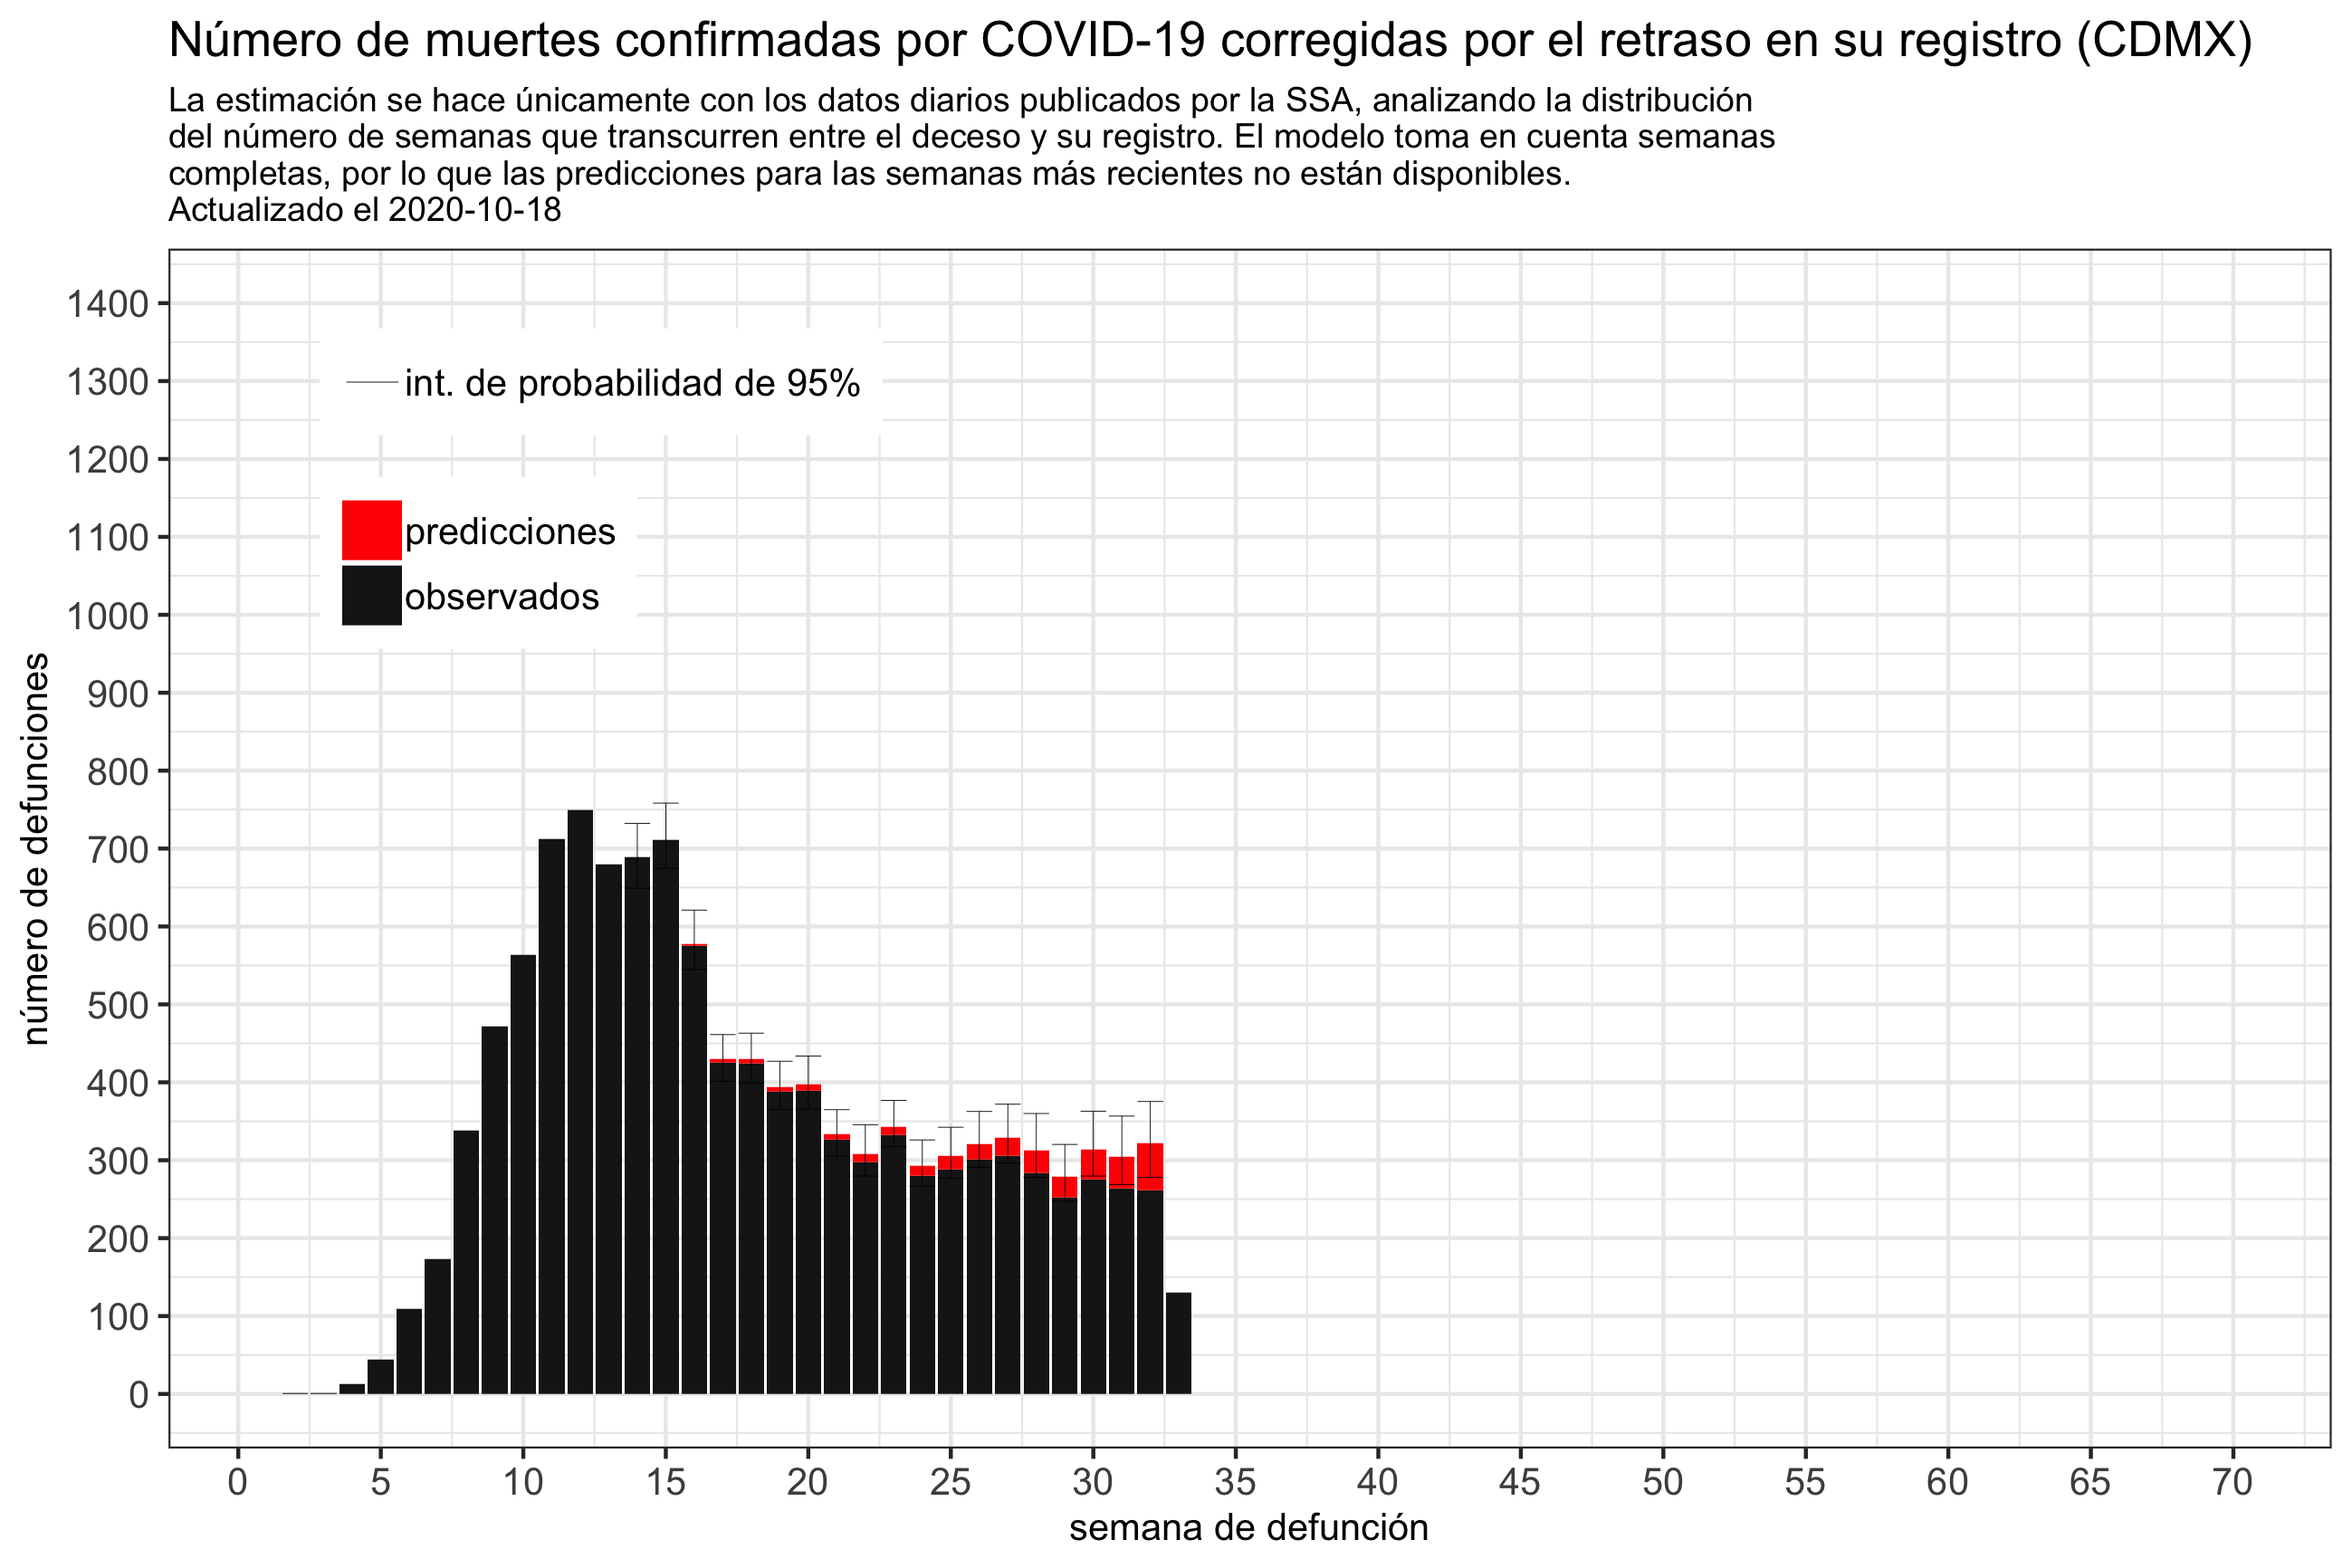 Número de muertes confirmadas por COVID-19 corregidas por el retraso en su registro (CDMX)
La estimación se hace únicamente con los datos diarios publicados por la SSA, analizando la distribución
del número de semanas que transcurren entre el deceso y su registro. El modelo toma en cuenta semanas
completas, por lo que las predicciones para las semanas más recientes no están disponibles.
Actualizado el 2020-10-18
número de defunciones
1400
1300
1200
1100
1000
900
800
700
600
500
400
300
200
100
0
int. de probabilidad de 95%
predicciones
observados
0 5 10 15 20 25 30 35 40 45 50 55 60 65 70
semana de defunción